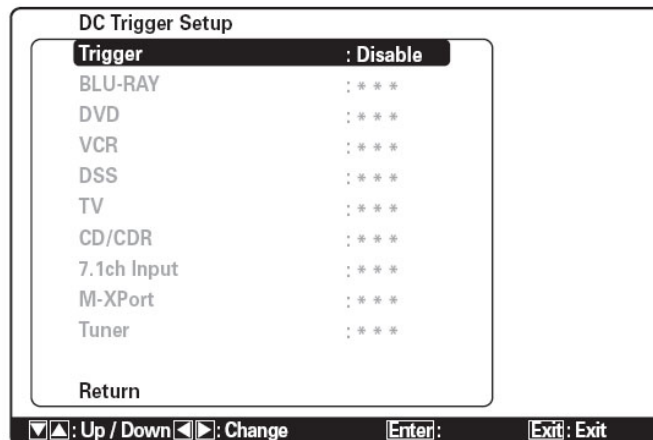 DC Trigger Setup
Trigger : Disable
BLU-RAY : * * *
DVD : * * *
VCR : * * *
DSS : * * *
TV : * * *
CD/CDR : * * *
7.1ch Input : * * *
M-XPort : * * *
Tuner : * * *
Return
▼▲: Up / Down ◀▶: Change Enter: Exit: Exit